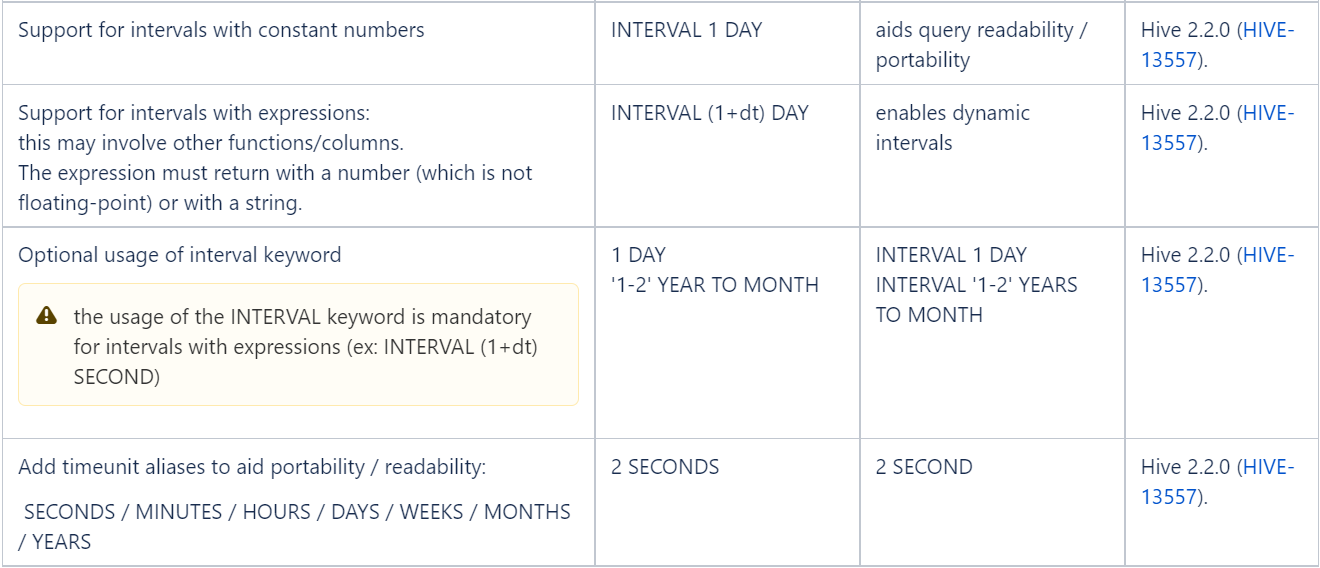 Support for intervals with constant numbers
INTERVAL 1 DAY
aids query readability /
portability
Hive 2.2.0 (HIVE-
13557).
Support for intervals with expressions:
this may involve other functions/columns.
The expression must return with a number (which is not
floating-point) or with a string.
INTERVAL (1+dt) DAY
enables dynamic
intervals
Hive 2.2.0 (HIVE-
13557).
Optional usage of interval keyword
the usage of the INTERVAL keyword is mandatory
for intervals with expressions (ex: INTERVAL (1+dt)
SECOND)
1 DAY
'1-2' YEAR TO MONTH
INTERVAL 1 DAY
INTERVAL '1-2' YEARS
TO MONTH
Hive 2.2.0 (HIVE-
13557).
Add timeunit aliases to aid portability / readability:
SECONDS / MINUTES / HOURS / DAYS / WEEKS / MONTHS
/ YEARS
2 SECONDS
2 SECOND
Hive 2.2.0 (HIVE-
13557).